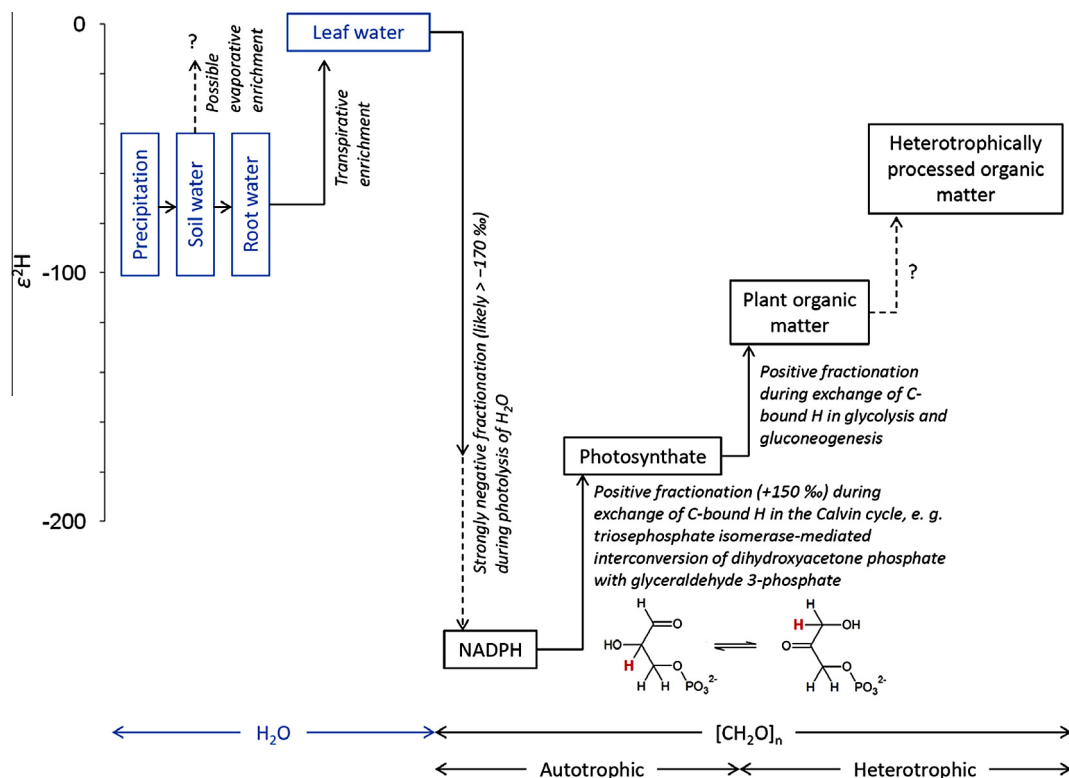 0
-100
-200
ε²H
Precipitation
Soil water
Root water
?
Possible
evaporative
enrichment
Leaf water
Transpirative
enrichment
Strongly negative fractionation (likely > −170 ‰)
during photolysis of H₂O
NADPH
Photosynthate
Positive fractionation (+150 ‰) during
exchange of C-bound H in the Calvin cycle, e. g.
triosephosphate isomerase-mediated
interconversion of dihydroxyacetone phosphate
with glyceraldehyde 3-phosphate
Plant organic
matter
Positive fractionation
during exchange of C-
bound H in glycolysis and
gluconeogenesis
?
Heterotrophically
processed organic
matter
H
O
HO
H
O
H H
PO₃²⁻
H
H
OH
O
O
H H
PO₃²⁻
H₂O
[CH₂O]ₙ
Autotrophic
Heterotrophic